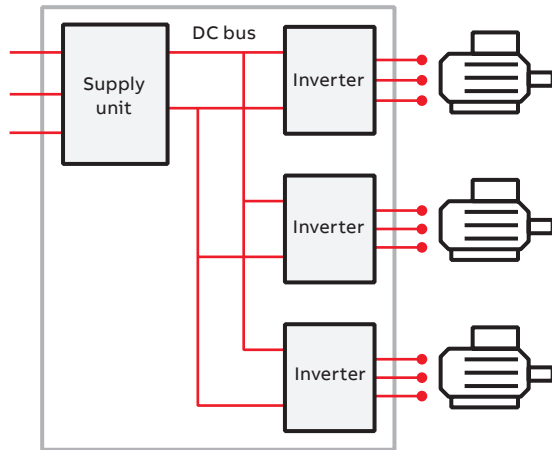 DC bus
Supply
unit
Inverter
Inverter
Inverter